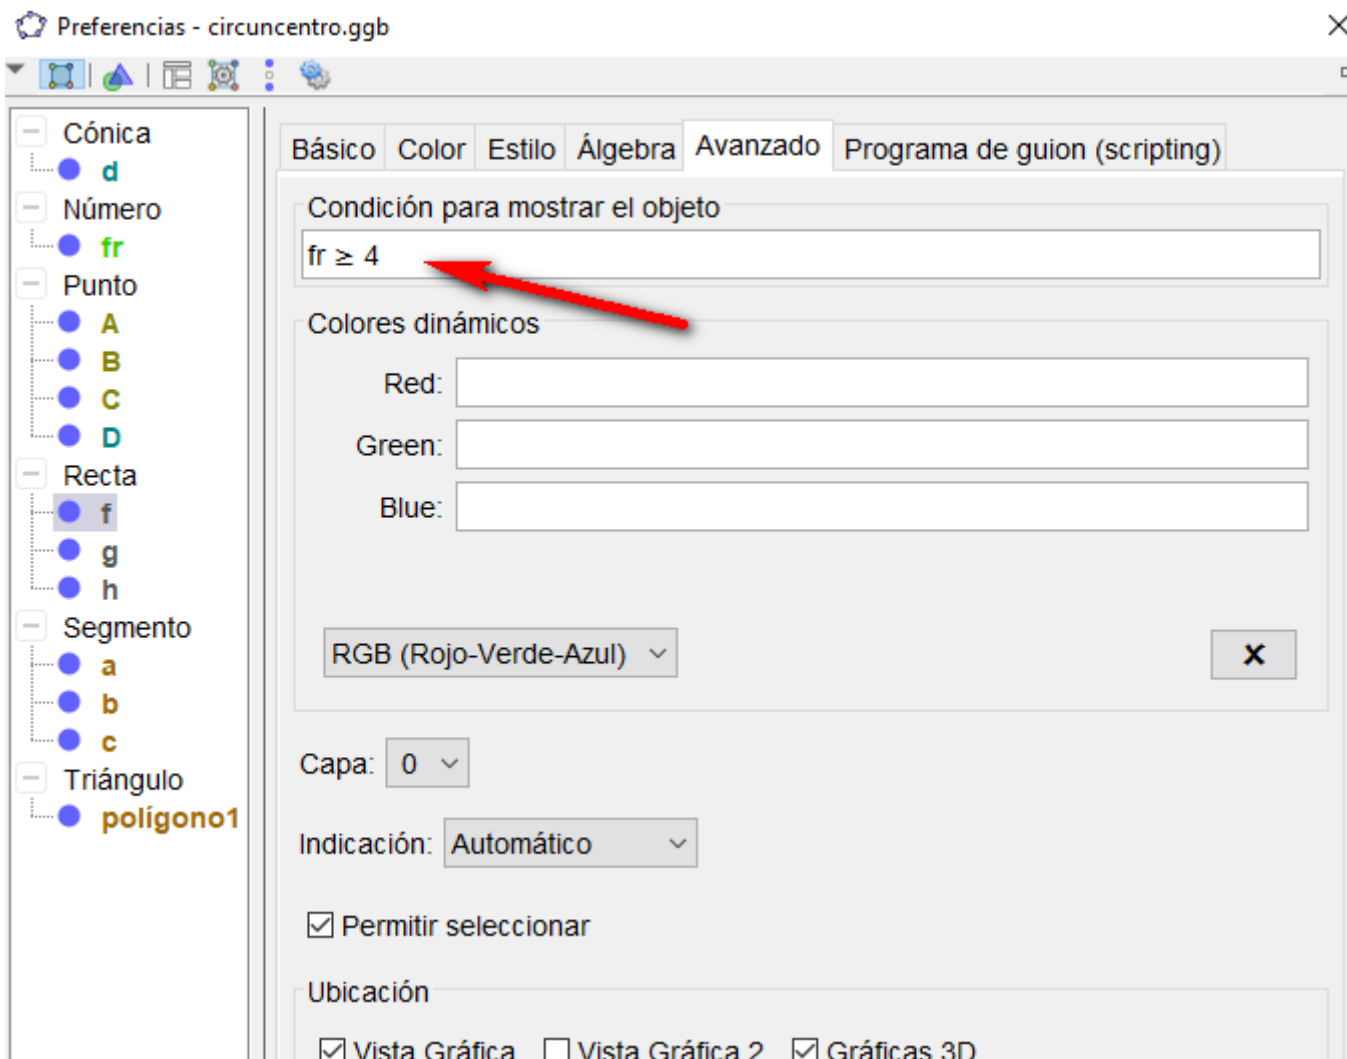 Preferencias - circuncentro.ggb
Cónica
d
Número
fr
Punto
A
B
C
D
Recta
f
g
h
Segmento
a
b
c
Triángulo
polígono1
Básico Color Estilo Álgebra Avanzado Programa de guion (scripting)
Condición para mostrar el objeto
fr ≥ 4
Colores dinámicos
Red:
Green:
Blue:
RGB (Rojo-Verde-Azul)
Capa: 0
Indicación: Automático
Permitir seleccionar
Ubicación
Vista Gráfica Vista Gráfica 2 Gráficas 3D